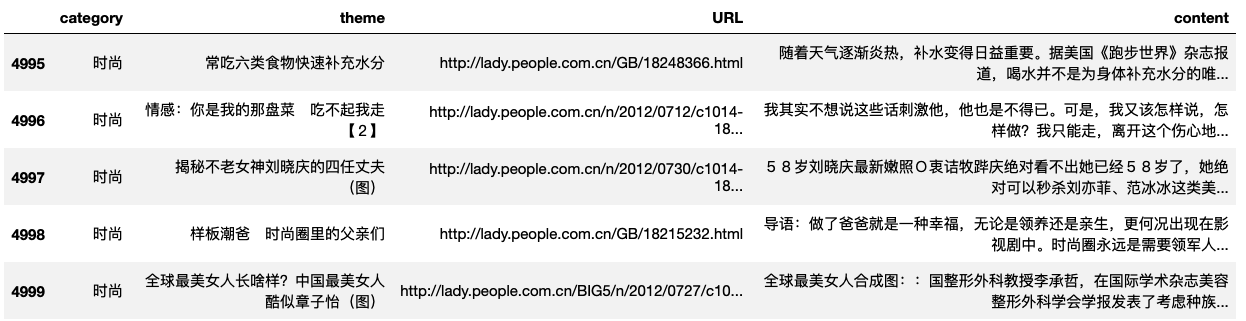 category theme URL content
4995 时尚 常吃六类食物快速补充水分 http://lady.people.com.cn/GB/18248366.html 随着天气逐渐炎热，补水变得日益重要。据美国《跑步世界》杂志报
道，喝水并不是为身体补充水分的唯...
4996 时尚 情感：你是我的那盘菜　吃不起我走
【２】 http://lady.people.com.cn/n/2012/0712/c1014-
18... 我其实不想说这些话刺激他，他也是不得已。可是，我又该怎样说，怎
样做？我只能走，离开这个伤心地...
4997 时尚 揭秘不老女神刘晓庆的四任丈夫
（图） http://lady.people.com.cn/n/2012/0730/c1014-
18... ５８岁刘晓庆最新嫩照Ｏ衷诘牧跸庆绝对看不出她已经５８岁了，她绝
对可以秒杀刘亦菲、范冰冰这类美...
4998 时尚 样板潮爸　时尚圈里的父亲们 http://lady.people.com.cn/GB/18215232.html 导语：做了爸爸就是一种幸福，无论是领养还是亲生，更何况出现在影
视剧中。时尚圈永远是需要领军人...
4999 时尚 全球最美女人长啥样？中国最美女人
酷似章子怡（图） http://lady.people.com.cn/BIG5/n/2012/0727/c10... 全球最美女人合成图：：国整形外科教授李承哲，在国际学术杂志美容
整形外科学会学报发表了考虑种族...